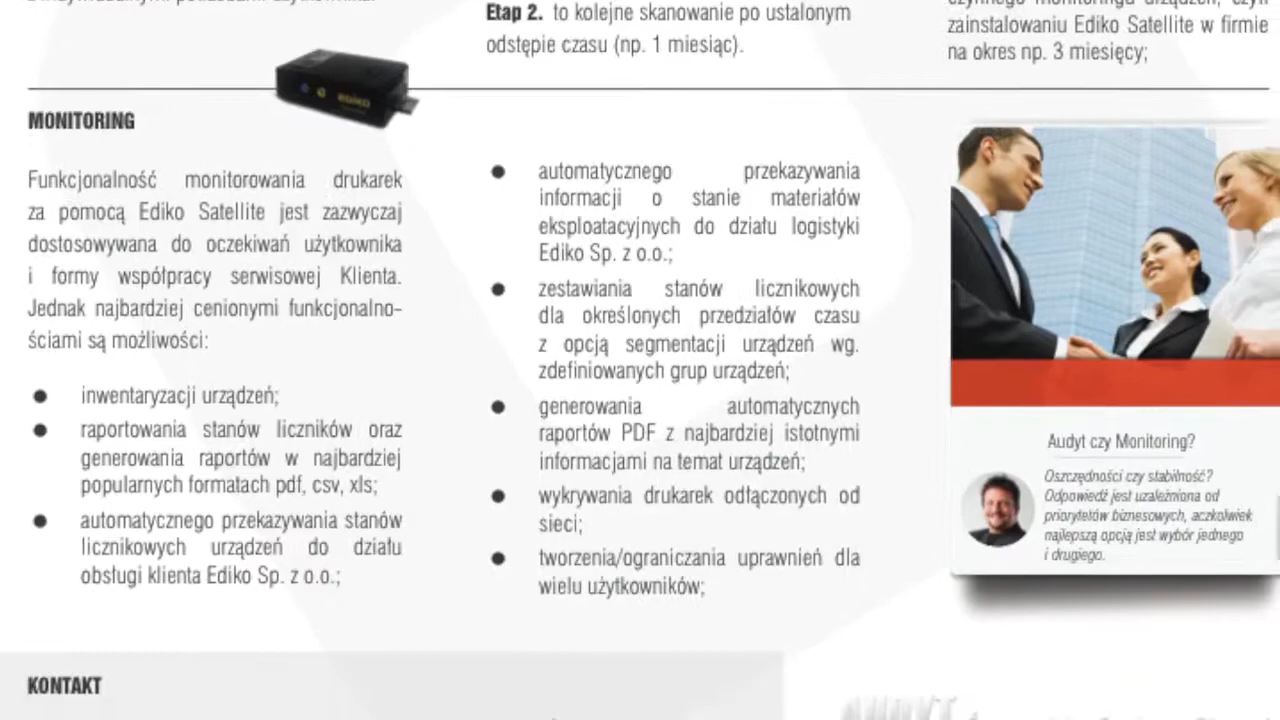 Etap 2. to kolejne skanowanie po ustalonym
odstępie czasu (np. 1 miesiąc).
zainstalowaniu Ediko Satellite w firmie
na okres np. 3 miesięcy;
MONITORING
Funkcjonalność monitorowania drukarek
za pomocą Ediko Satellite jest zazwyczaj
dostosowywana do oczekiwań użytkownika
i formy współpracy serwisowej Klienta.
Jednak najbardziej cenionymi funkcjonalno-
ściami są możliwości:
● inwentaryzacji urządzeń;
● raportowania stanów liczników oraz
generowania raportów w najbardziej
popularnych formatach pdf, csv, xls;
● automatycznego przekazywania stanów
licznikowych urządzeń do działu
obsługi klienta Ediko Sp. z o.o.;
● automatycznego przekazywania
informacji o stanie materiałów
eksploatacyjnych do działu logistyki
Ediko Sp. z o.o.;
● zestawiania stanów licznikowych
dla określonych przedziałów czasu
z opcją segmentacji urządzeń wg.
zdefiniowanych grup urządzeń;
● generowania automatycznych
raportów PDF z najbardziej istotnymi
informacjami na temat urządzeń;
● wykrywania drukarek odłączonych od
sieci;
● tworzenia/ograniczania uprawnień dla
wielu użytkowników;
Audyt czy Monitoring?
Oszczędności czy stabilność?
Odpowiedź jest uzależniona od
priorytetów biznesowych, aczkolwiek
najlepszą opcją jest wybór jednego
i drugiego.
KONTAKT
AUDYT